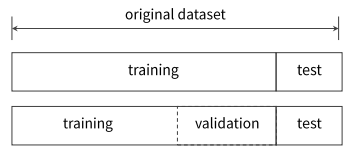 original dataset
training test
training validation test